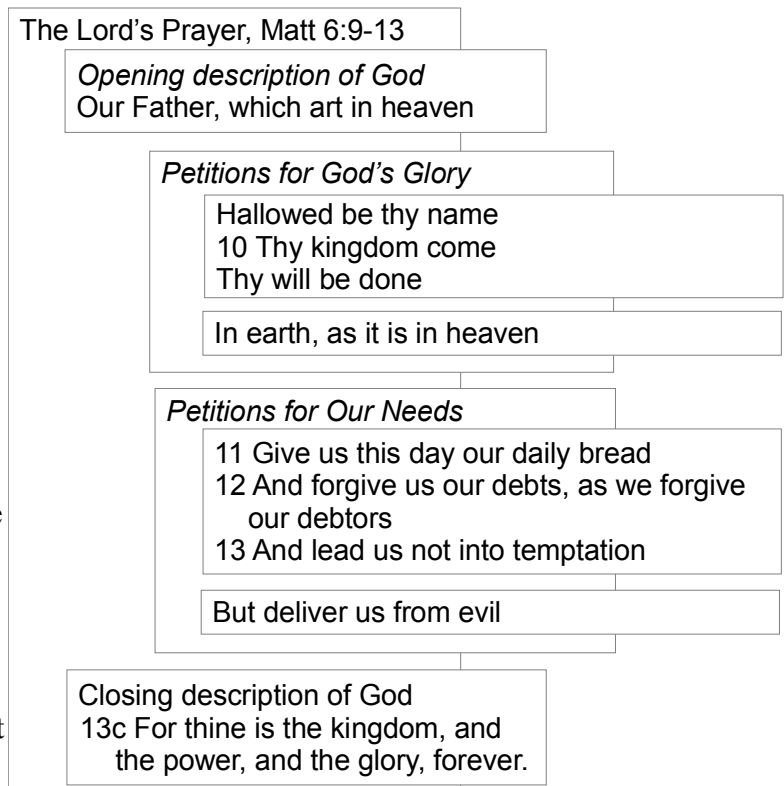 The Lord’s Prayer, Matt 6:9-13
Opening description of God
Our Father, which art in heaven
Petitions for God’s Glory
Hallowed be thy name
10 Thy kingdom come
Thy will be done
In earth, as it is in heaven
Petitions for Our Needs
11 Give us this day our daily bread
12 And forgive us our debts, as we forgive
our debtors
13 And lead us not into temptation
But deliver us from evil
Closing description of God
13c For thine is the kingdom, and
the power, and the glory, forever.